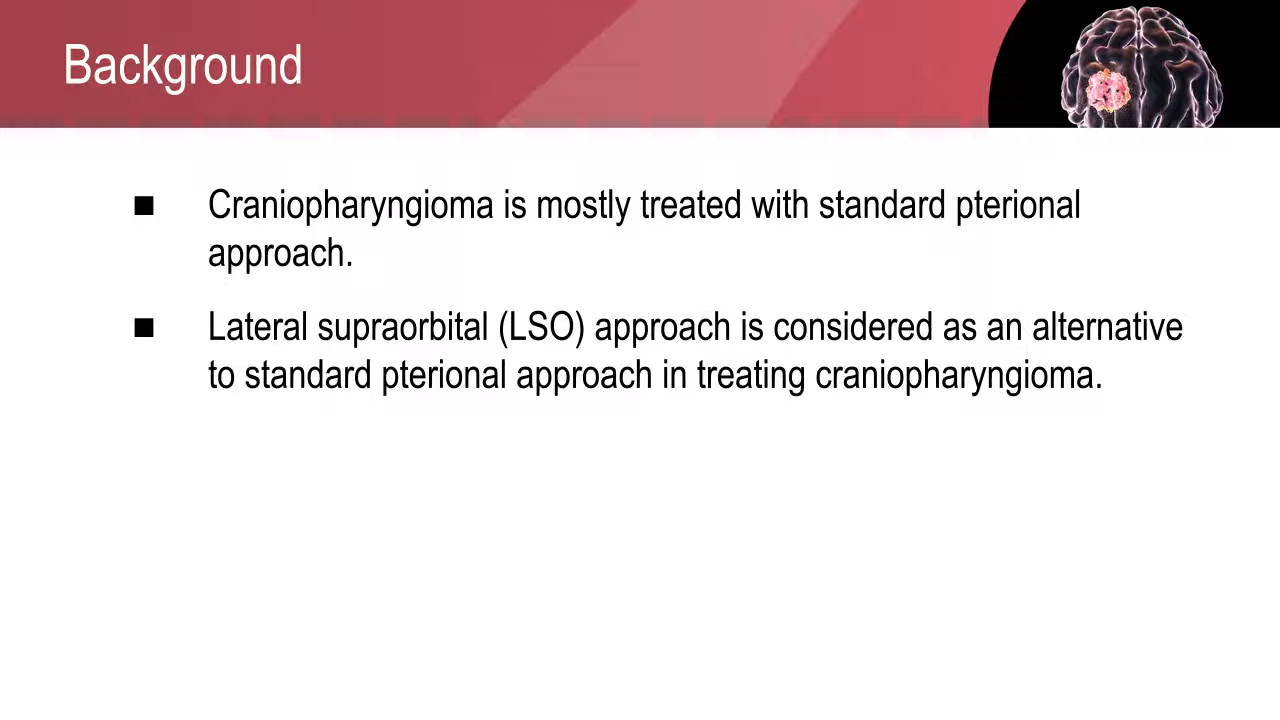 Background
■ Craniopharyngioma is mostly treated with standard pterional
approach.
■ Lateral supraorbital (LSO) approach is considered as an alternative
to standard pterional approach in treating craniopharyngioma.